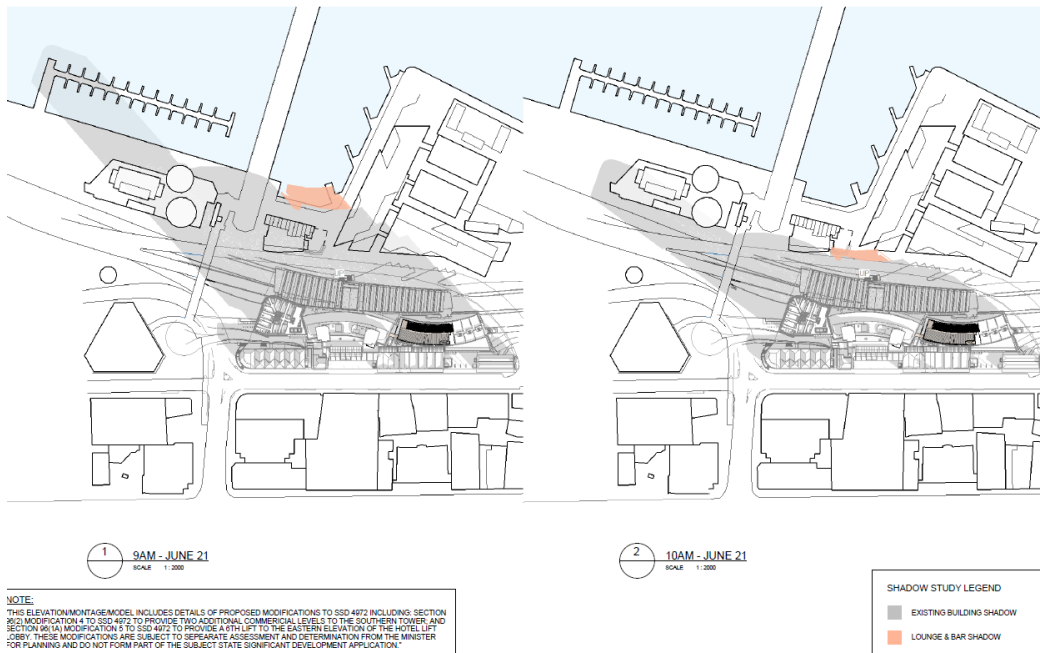 UP
UP
1
9AM - JUNE 21
SCALE 1 : 2000
2
10AM - JUNE 21
SCALE 1 : 2000
NOTE:
"THIS ELEVATION/MONTAGE/MODEL INCLUDES DETAILS OF PROPOSED MODIFICATIONS TO SSD 4972 INCLUDING: SECTION
96(2) MODIFICATION 4 TO SSD 4972 TO PROVIDE TWO ADDITIONAL COMMERCIAL LEVELS TO THE SOUTHERN TOWER; AND
SECTION 96(1A) MODIFICATION 5 TO SSD 4972 TO PROVIDE A 6TH LIFT TO THE EASTERN ELEVATION OF THE HOTEL LIFT
LOBBY. THESE MODIFICATIONS ARE SUBJECT TO SEPEARATE ASSESSMENT AND DETERMINATION FROM THE MINISTER
FOR PLANNING AND DO NOT FORM PART OF THE SUBJECT STATE SIGNIFICANT DEVELOPMENT APPLICATION."
SHADOW STUDY LEGEND
EXISTING BUILDING SHADOW
LOUNGE & BAR SHADOW